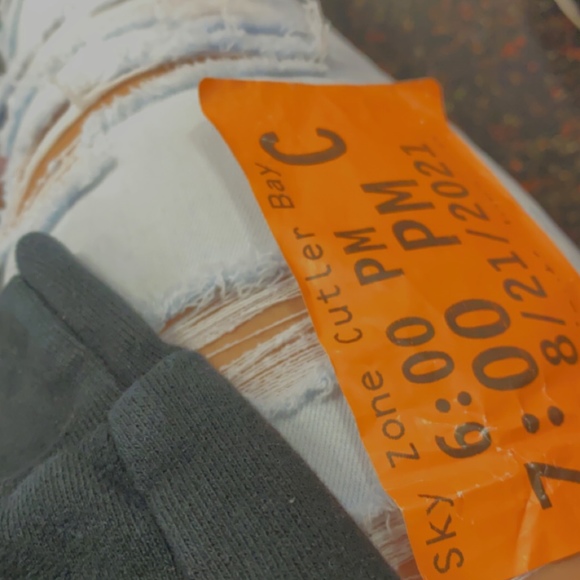 Sky Zone Cutler Bay
C
6:00 PM
7:00 PM
8/21/2021